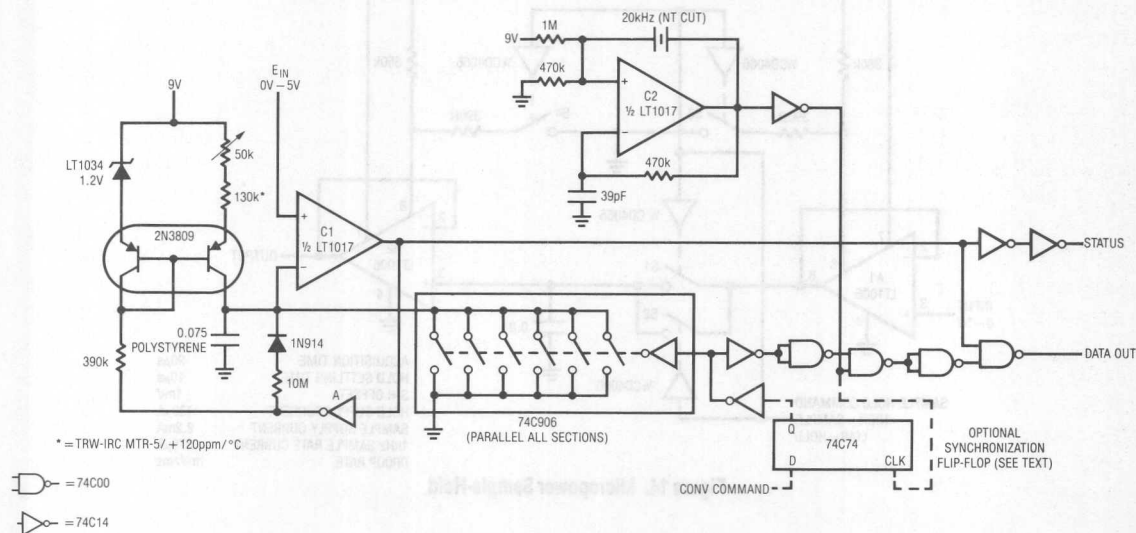 20kHz (NT CUT)
1M
9V
470k
C2
½ LT1017
+
−
470k
39pF
EIN
0V – 5V
9V
LT1034
1.2V
50k
130k*
2N3809
C1
½ LT1017
+
−
STATUS
0.075
POLYSTYRENE
1N914
390k
10M
A
74C906
(PARALLEL ALL SECTIONS)
DATA OUT
Q
74C74
D
CLK
OPTIONAL
SYNCHRONIZATION
FLIP-FLOP (SEE TEXT)
CONV COMMAND
* = TRW-IRC MTR-5/ +120ppm/°C
= 74C00
= 74C14